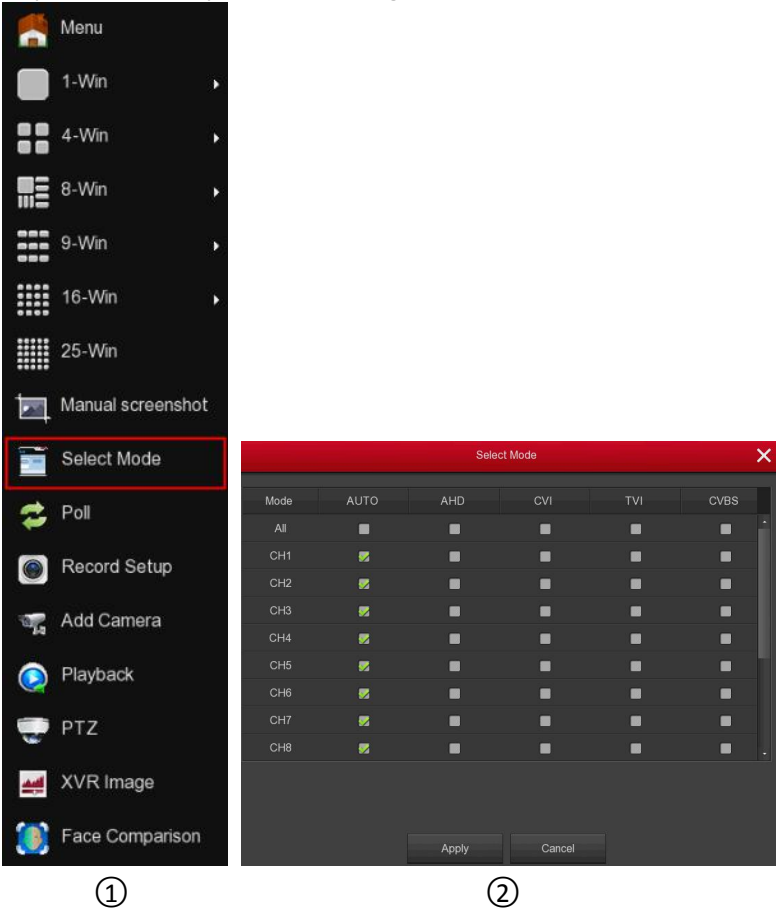 Menu
1-Win
4-Win
8-Win
9-Win
16-Win
25-Win
Manual screenshot
Select Mode
Poll
Record Setup
Add Camera
Playback
PTZ
XVR Image
Face Comparison
①
Select Mode
Mode AUTO AHD CVI TVI CVBS
All
CH1
CH2
CH3
CH4
CH5
CH6
CH7
CH8
Apply Cancel
②